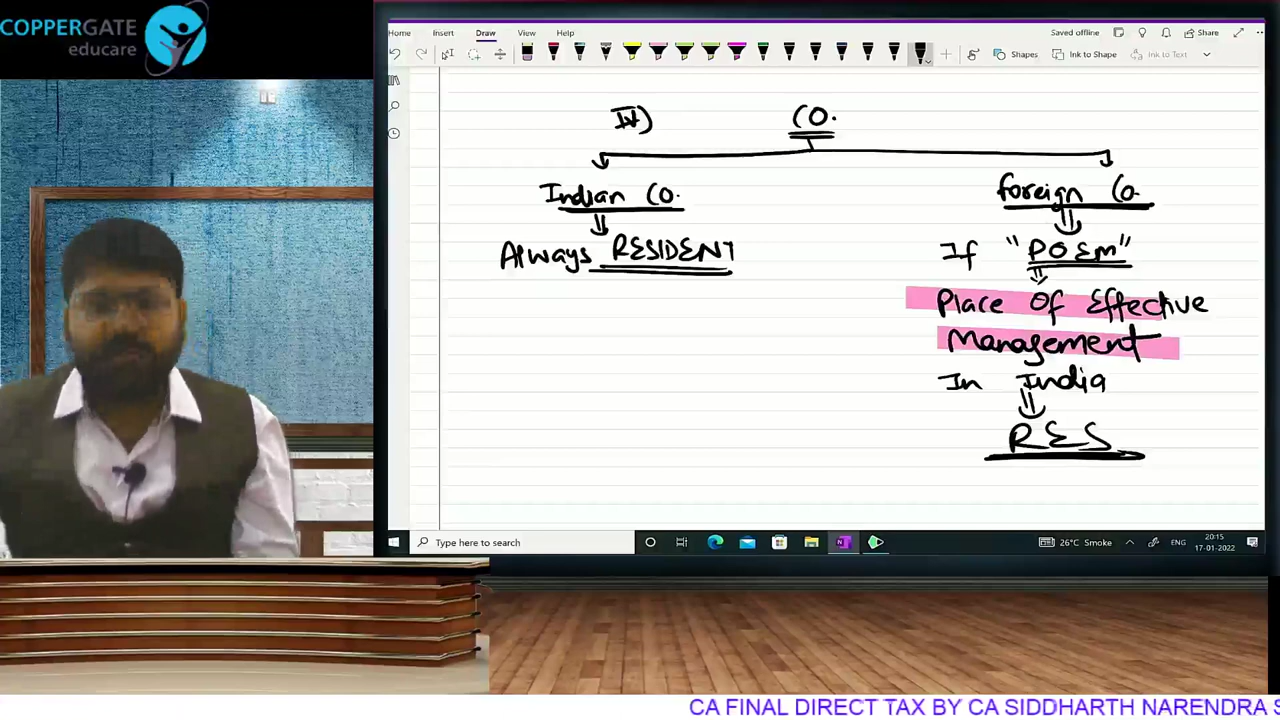 COPPERGATE
educare
Home Insert Draw View Help
Saved offline
Share
Shapes
Ink to Shape
Ink to Text
IV) CO.
Indian CO. Foreign CO.
Always RESIDENT
If "POEM"
Place Of Effective
Management
In India
RES
Type here to search
26°C Smoke
ENG
20:15
17-01-2022
CA FINAL DIRECT TAX BY CA SIDDHARTH NARENDRA S